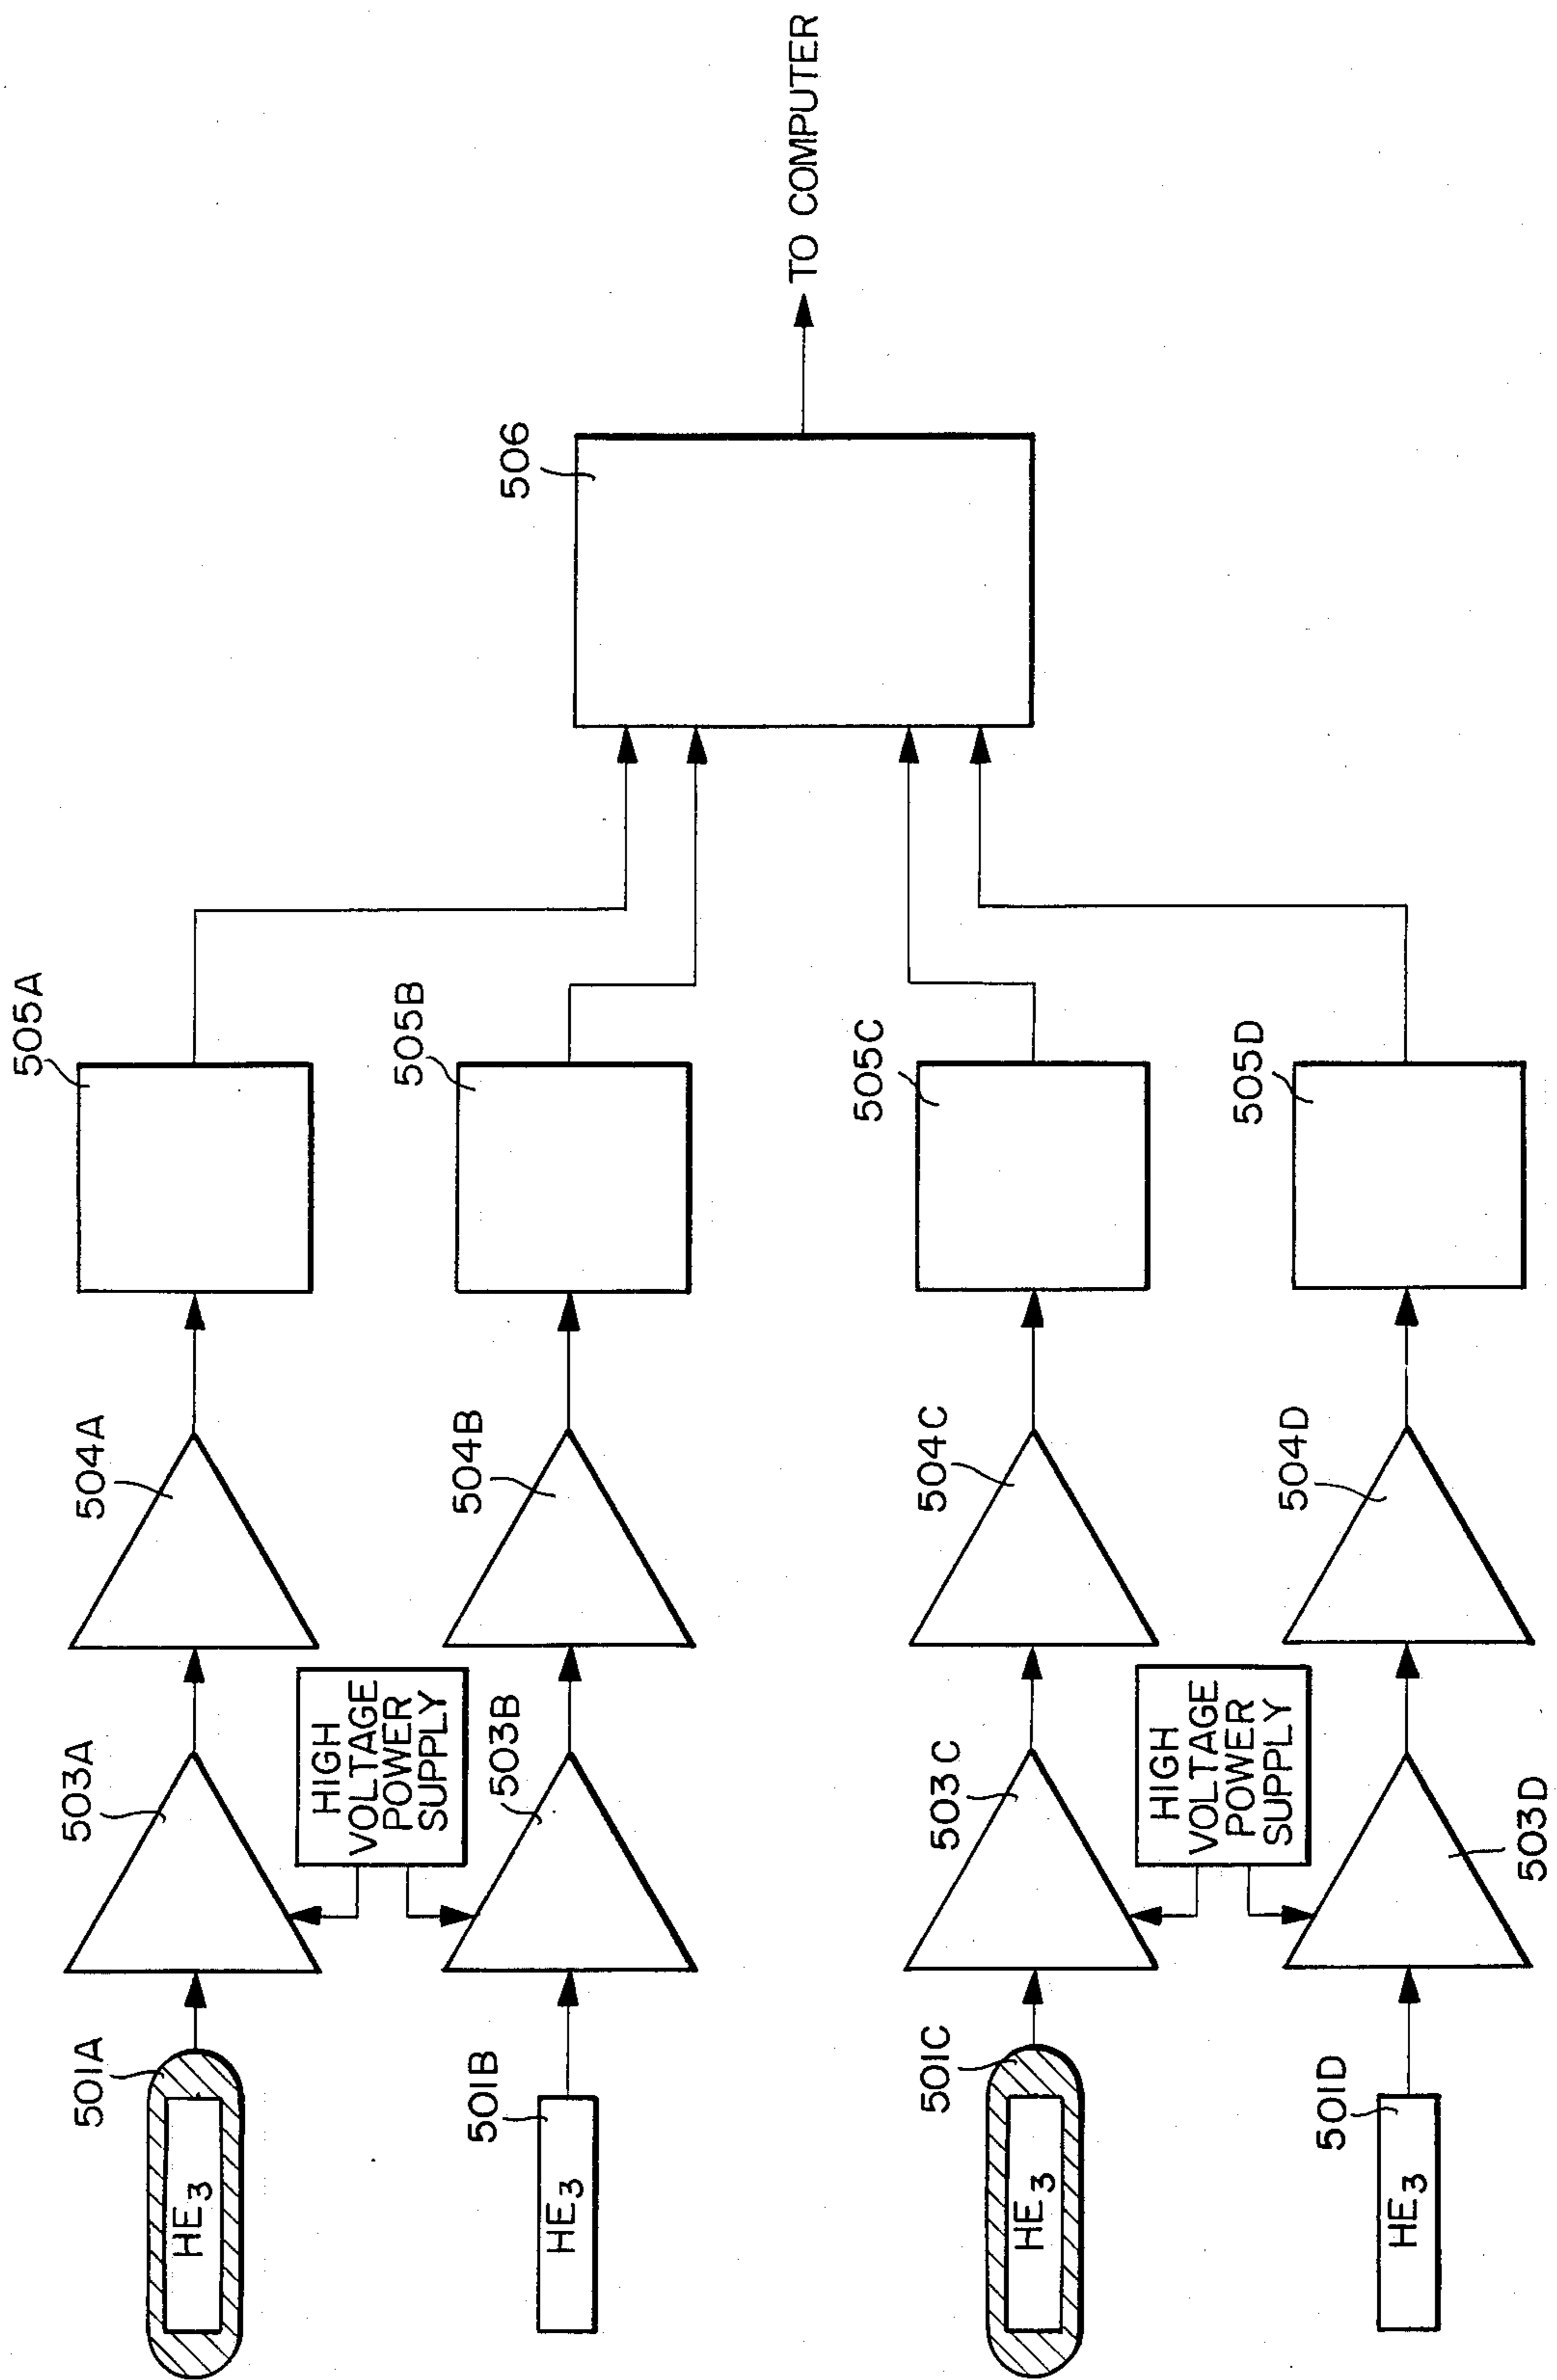 501A
HE3
503A
504A
505A
HIGH
VOLTAGE
POWER
SUPPLY
501B
HE3
503B
504B
505B
506
TO COMPUTER
501C
HE3
503C
504C
505C
HIGH
VOLTAGE
POWER
SUPPLY
501D
HE3
503D
504D
505D